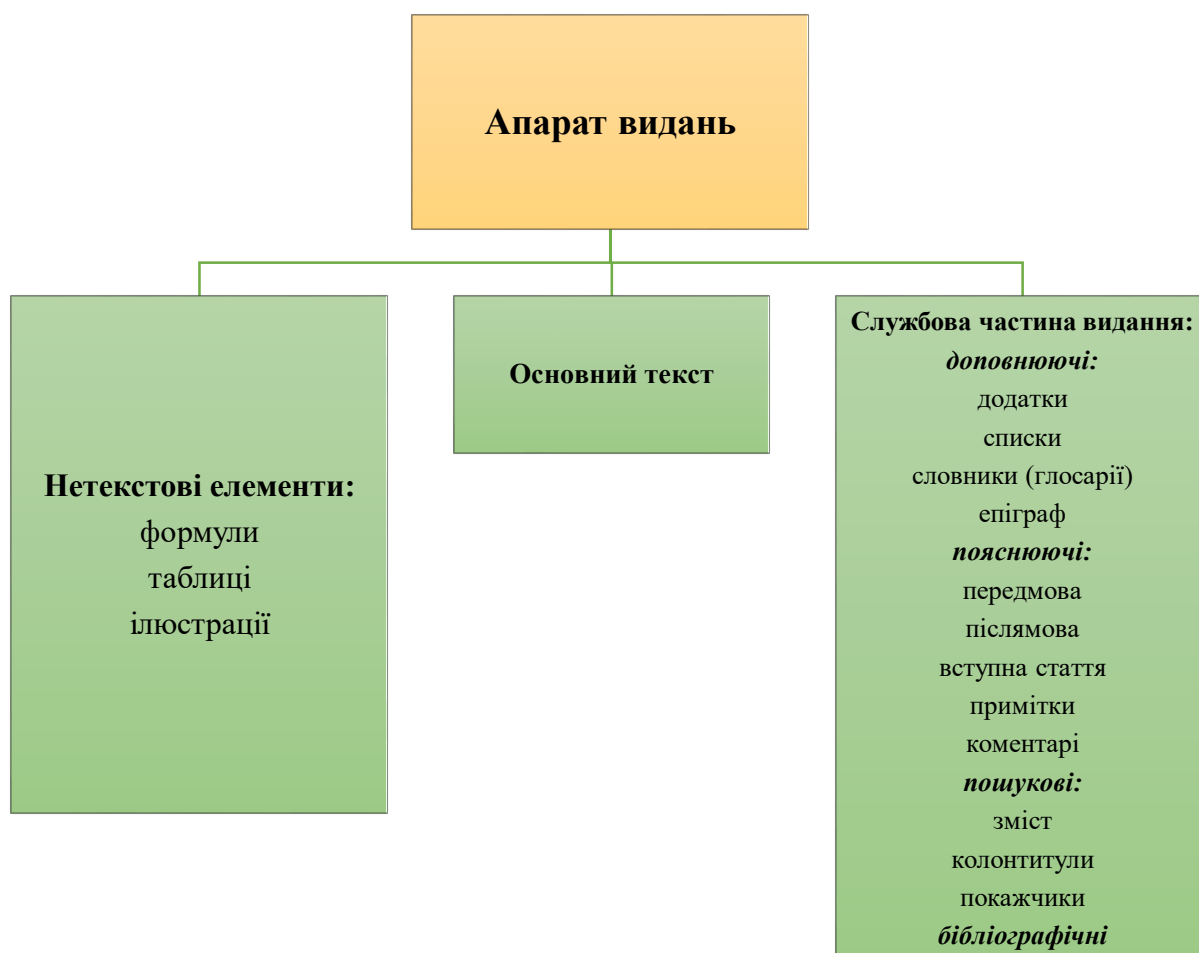 Апарат видань
Нетекстові елементи:
формули
таблиці
ілюстрації
Основний текст
Службова частина видання:
доповнюючі:
додатки
списки
словники (глосарії)
епіграф
пояснюючі:
передмова
післямова
вступна стаття
примітки
коментарі
пошукові:
зміст
колонтитули
покажчики
бібліографічні